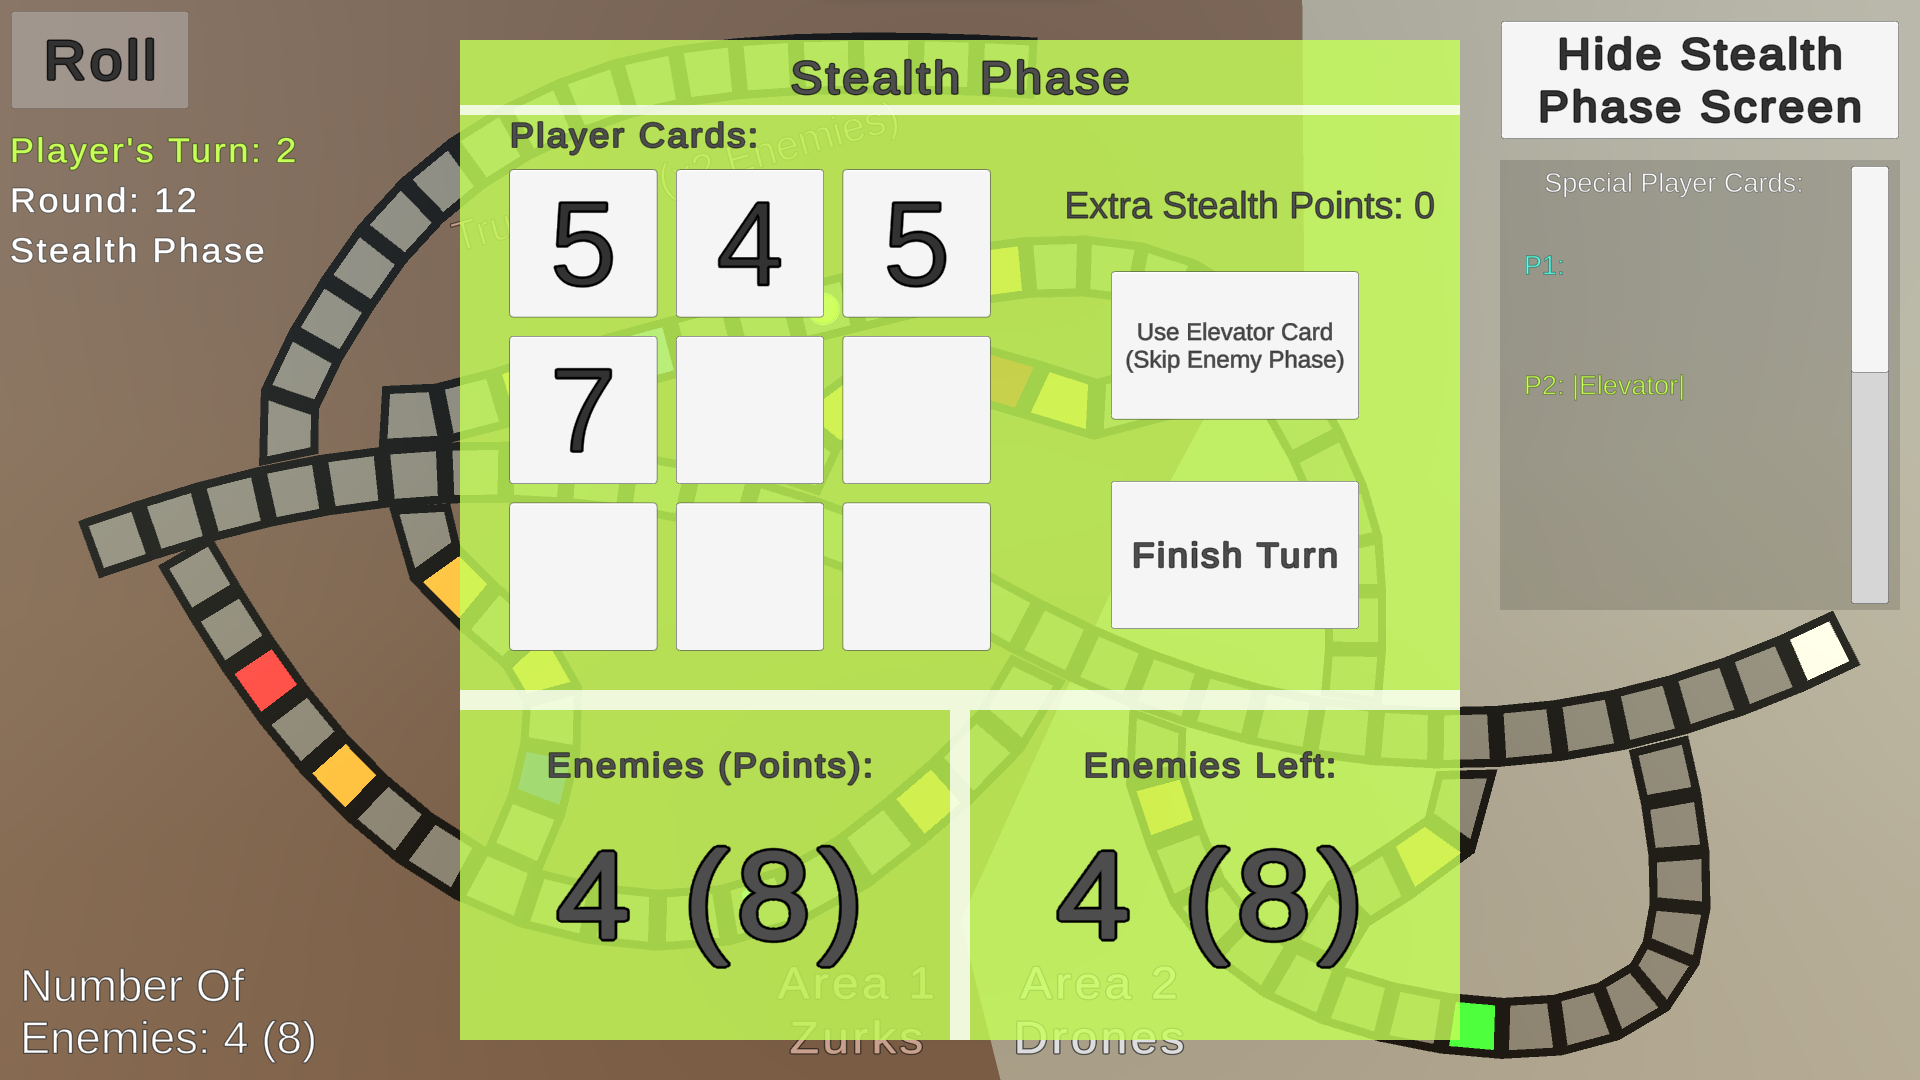 Roll
Player's Turn: 2
Round: 12
Stealth Phase
Stealth Phase
Player Cards:
5 4 5
7
Extra Stealth Points: 0
Use Elevator Card
(Skip Enemy Phase)
Finish Turn
Hide Stealth
Phase Screen
Special Player Cards:
P1:
P2: |Elevator|
Enemies (Points):
4 (8)
Enemies Left:
4 (8)
Number Of
Enemies: 4 (8)
Area 1
Zurks
Area 2
Drones